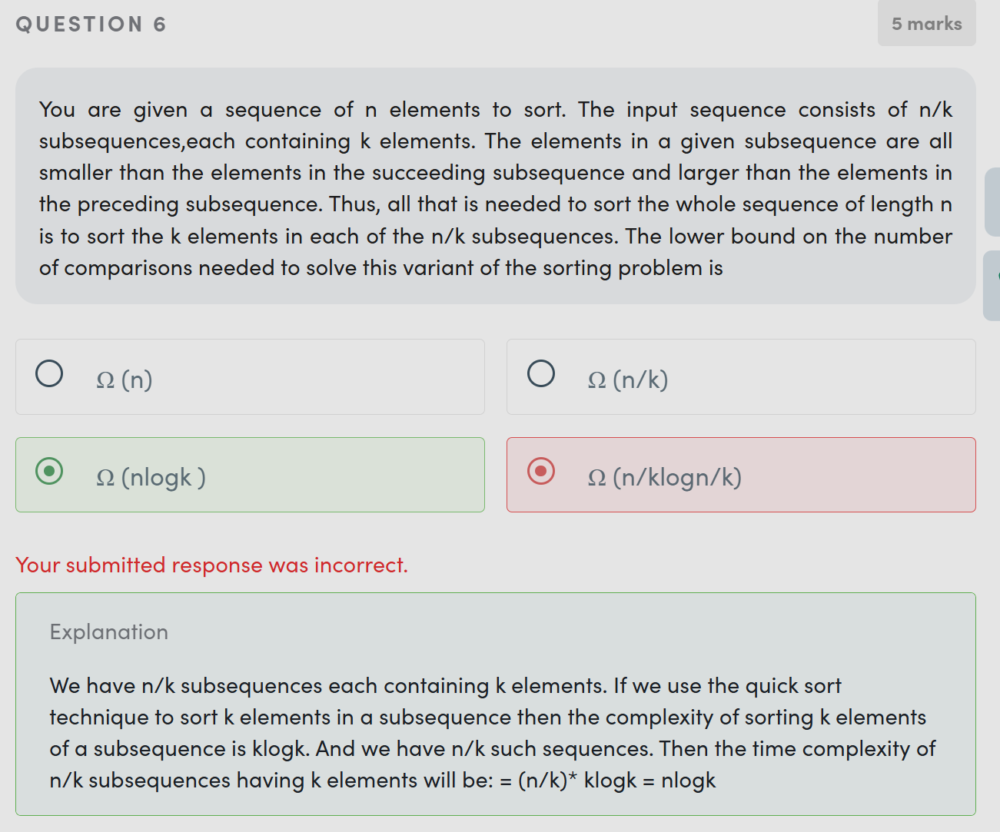 QUESTION 6
5 marks
You are given a sequence of n elements to sort. The input sequence consists of n/k
subsequences,each containing k elements. The elements in a given subsequence are all
smaller than the elements in the succeeding subsequence and larger than the elements in
the preceding subsequence. Thus, all that is needed to sort the whole sequence of length n
is to sort the k elements in each of the n/k subsequences. The lower bound on the number
of comparisons needed to solve this variant of the sorting problem is
Ω (n)
Ω (n/k)
Ω (nlogk )
Ω (n/klogn/k)
Your submitted response was incorrect.
Explanation
We have n/k subsequences each containing k elements. If we use the quick sort
technique to sort k elements in a subsequence then the complexity of sorting k elements
of a subsequence is klogk. And we have n/k such sequences. Then the time complexity of
n/k subsequences having k elements will be: = (n/k)* klogk = nlogk